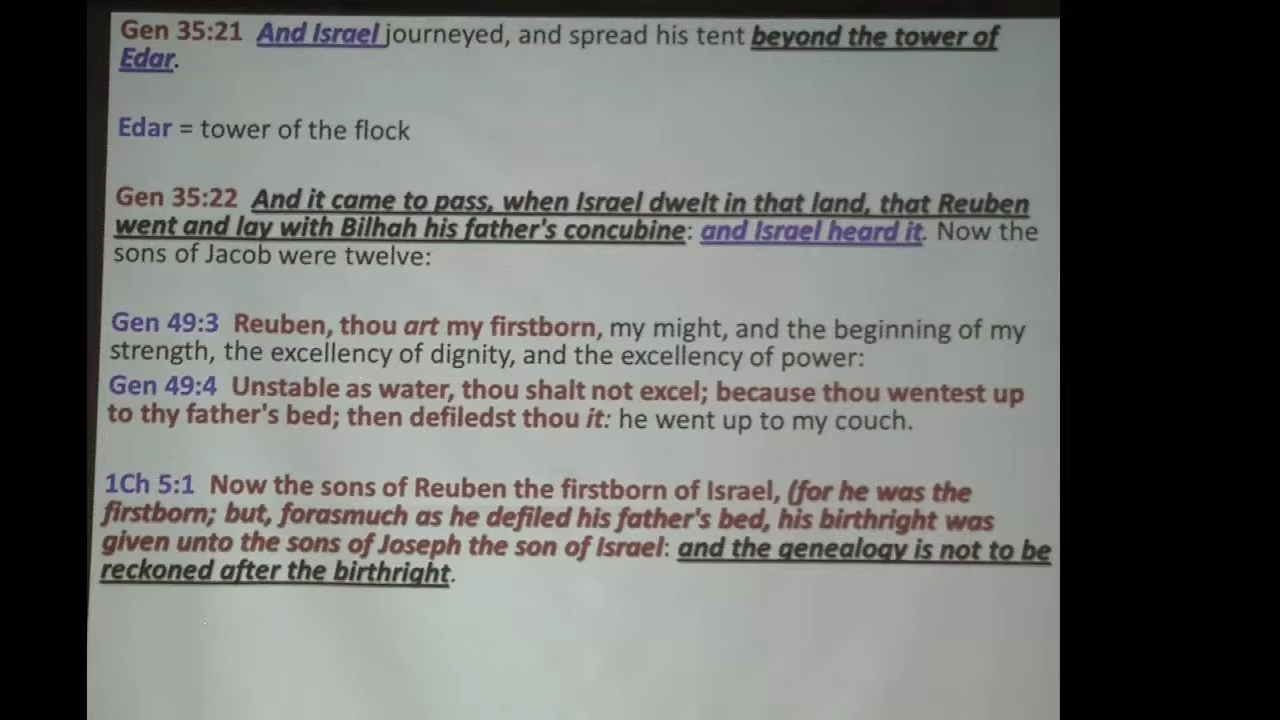 Gen 35:21 And Israel journeyed, and spread his tent beyond the tower of
Edar.
Edar = tower of the flock
Gen 35:22 And it came to pass, when Israel dwelt in that land, that Reuben
went and lay with Bilhah his father's concubine: and Israel heard it. Now the
sons of Jacob were twelve:
Gen 49:3 Reuben, thou art my firstborn, my might, and the beginning of my
strength, the excellency of dignity, and the excellency of power:
Gen 49:4 Unstable as water, thou shalt not excel; because thou wentest up
to thy father's bed; then defiledst thou it: he went up to my couch.
1Ch 5:1 Now the sons of Reuben the firstborn of Israel, (for he was the
firstborn; but, forasmuch as he defiled his father's bed, his birthright was
given unto the sons of Joseph the son of Israel: and the genealogy is not to be
reckoned after the birthright.